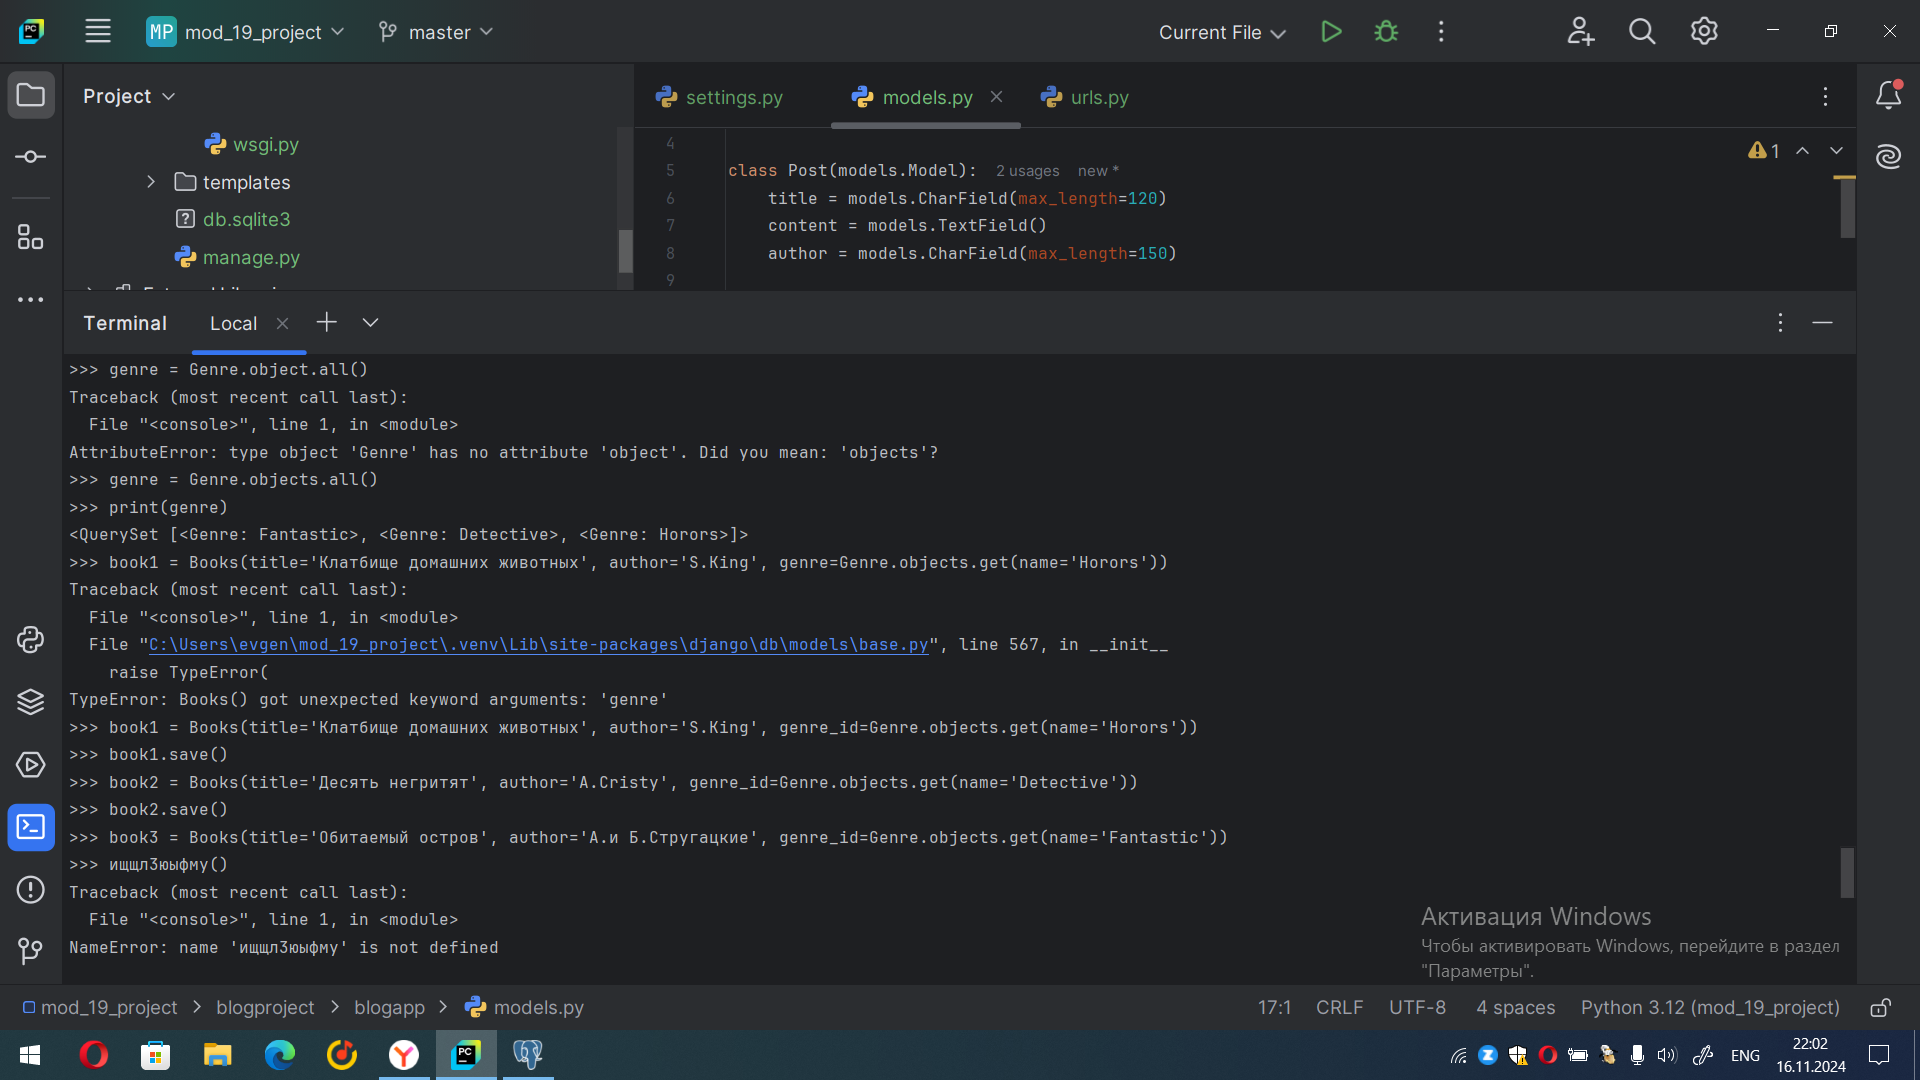 PC
MP mod_19_project
master
Current File
Project
settings.py
models.py
urls.py
wsgi.py
templates
db.sqlite3
manage.py
4
5 class Post(models.Model): 2 usages new *
6 title = models.CharField(max_length=120)
7 content = models.TextField()
8 author = models.CharField(max_length=150)
9
1
Terminal Local
>>> genre = Genre.object.all()
Traceback (most recent call last):
File "<console>", line 1, in <module>
AttributeError: type object 'Genre' has no attribute 'object'. Did you mean: 'objects'?
>>> genre = Genre.objects.all()
>>> print(genre)
<QuerySet [<Genre: Fantastic>, <Genre: Detective>, <Genre: Horors>]>
>>> book1 = Books(title='Клатбище домашних животных', author='S.King', genre=Genre.objects.get(name='Horors'))
Traceback (most recent call last):
File "<console>", line 1, in <module>
File "C:\Users\evgen\mod_19_project\.venv\Lib\site-packages\django\db\models\base.py", line 567, in __init__
raise TypeError(
TypeError: Books() got unexpected keyword arguments: 'genre'
>>> book1 = Books(title='Клатбище домашних животных', author='S.King', genre_id=Genre.objects.get(name='Horors'))
>>> book1.save()
>>> book2 = Books(title='Десять негритят', author='A.Cristy', genre_id=Genre.objects.get(name='Detective'))
>>> book2.save()
>>> book3 = Books(title='Обитаемый остров', author='А.и Б.Стругацкие', genre_id=Genre.objects.get(name='Fantastic'))
>>> ищщл3юыфму()
Traceback (most recent call last):
File "<console>", line 1, in <module>
NameError: name 'ищщл3юыфму' is not defined
Активация Windows
Чтобы активировать Windows, перейдите в раздел
"Параметры".
mod_19_project > blogproject > blogapp > models.py
17:1 CRLF UTF-8 4 spaces Python 3.12 (mod_19_project)
PC
ENG
22:02
16.11.2024